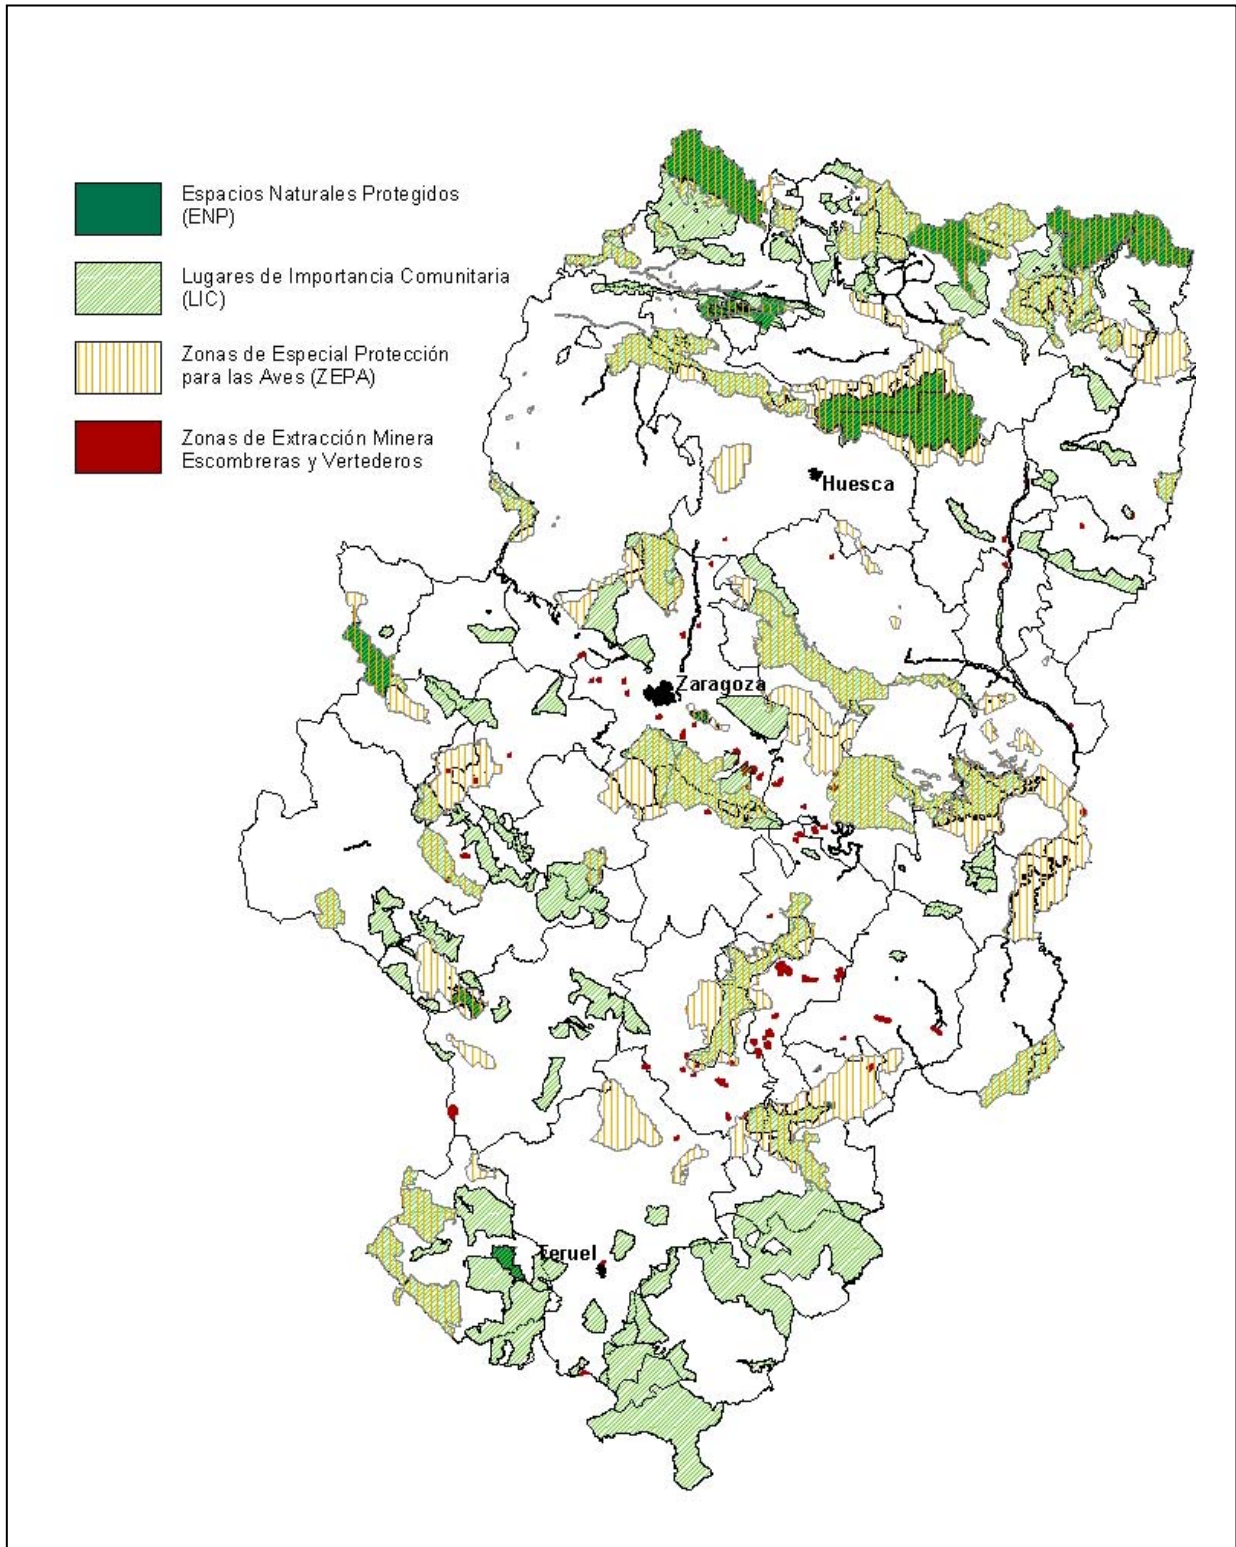 Espacios Naturales Protegidos
(ENP)
Lugares de Importancia Comunitaria
(LIC)
Zonas de Especial Protección
para las Aves (ZEPA)
Zonas de Extracción Minera
Escombreras y Vertederos
Huesca
Zaragoza
Teruel